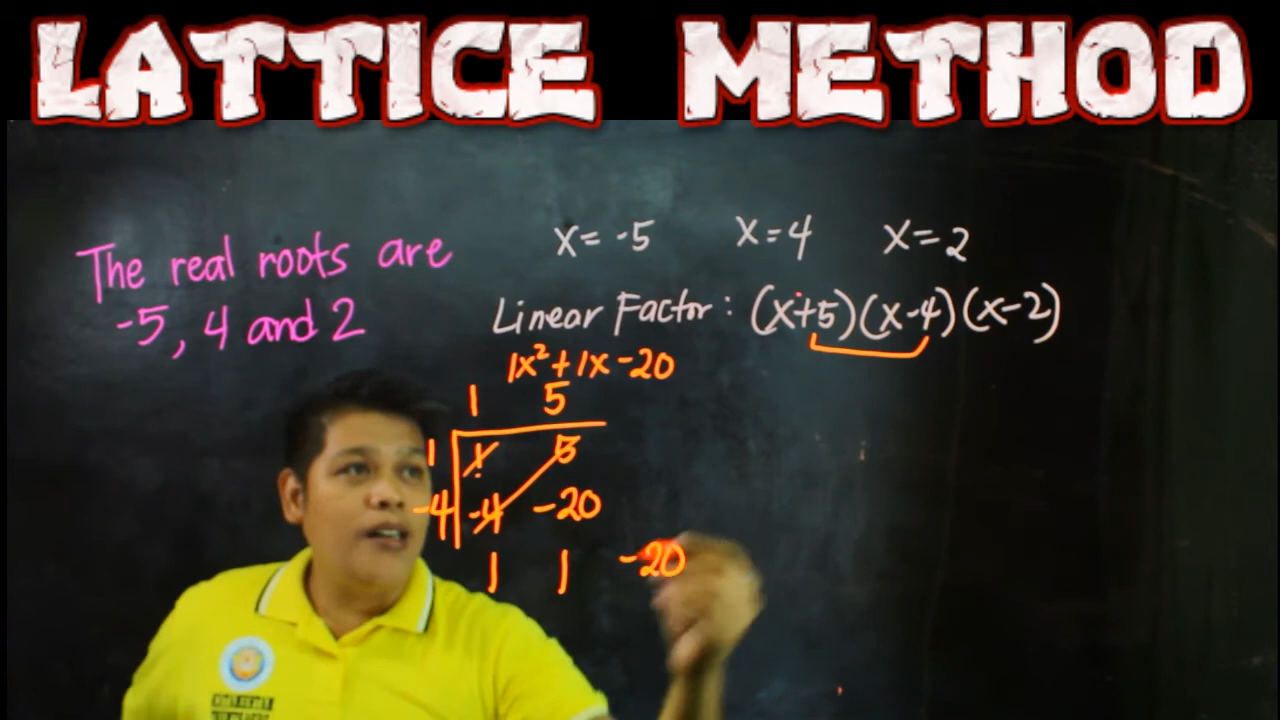 LATTICE METHOD
The real roots are
-5, 4 and 2
x = -5 x = 4 x = 2
Linear Factor : (x+5)(x-4)(x-2)
1x² + 1x - 20
1 5
1 1 5
-4 -4 -20
1 1 -20